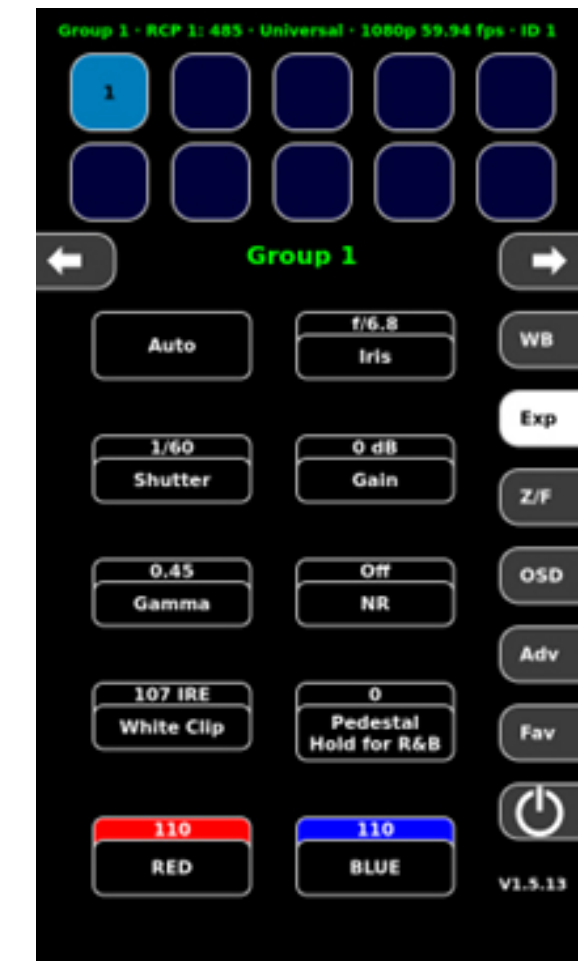 Group 1 - RCP 1: 485 - Universal - 1080p 59.94 fps - ID 1
1
Group 1
Auto
f/6.8
Iris
WB
Exp
1/60
Shutter
0 dB
Gain
Z/F
0.45
Gamma
Off
NR
OSD
Adv
107 IRE
White Clip
0
Pedestal
Hold for R&B
Fav
110
RED
110
BLUE
V1.5.13